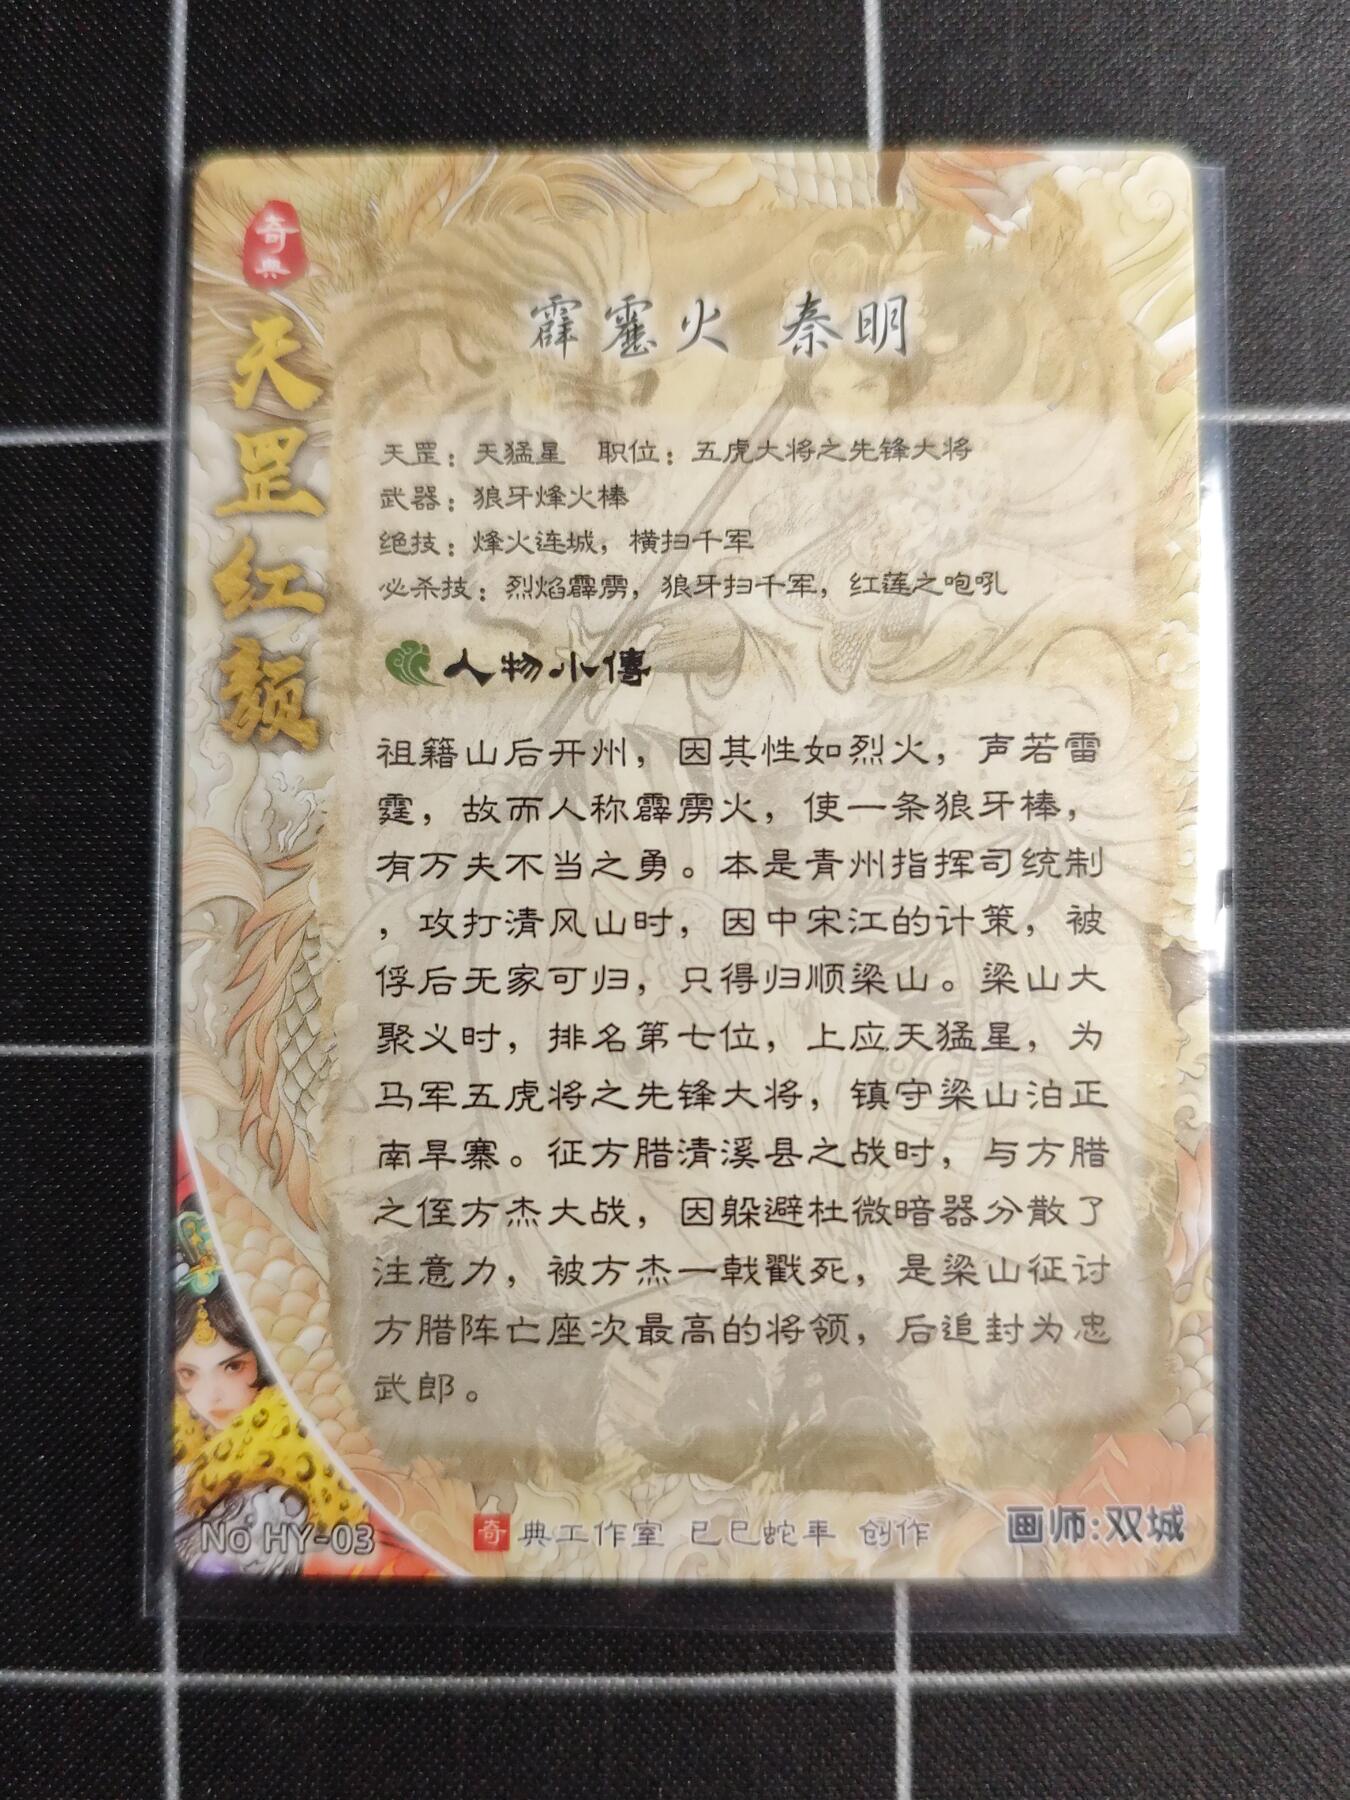 奇典
天罡红颜
霹靂火 秦明
天罡：天猛星 职位：五虎大将之先锋大将
武器：狼牙烽火棒
绝技：烽火连城，横扫千军
必杀技：烈焰霹雳，狼牙扫千军，红莲之咆吼
人物小傳
祖籍山后开州，因其性如烈火，声若雷
霆，故而人称霹雳火，使一条狼牙棒，
有万夫不当之勇。本是青州指挥司统制
，攻打清风山时，因中宋江的计策，被
俘后无家可归，只得归顺梁山。梁山大
聚义时，排名第七位，上应天猛星，为
马军五虎将之先锋大将，镇守梁山泊正
南旱寨。征方腊清溪县之战时，与方腊
之侄方杰大战，因躲避杜微暗器分散了
注意力，被方杰一戟戳死，是梁山征讨
方腊阵亡座次最高的将领，后追封为忠
武郎。
No HY-03
奇典工作室 已巳蛇年 创作
画师:双城